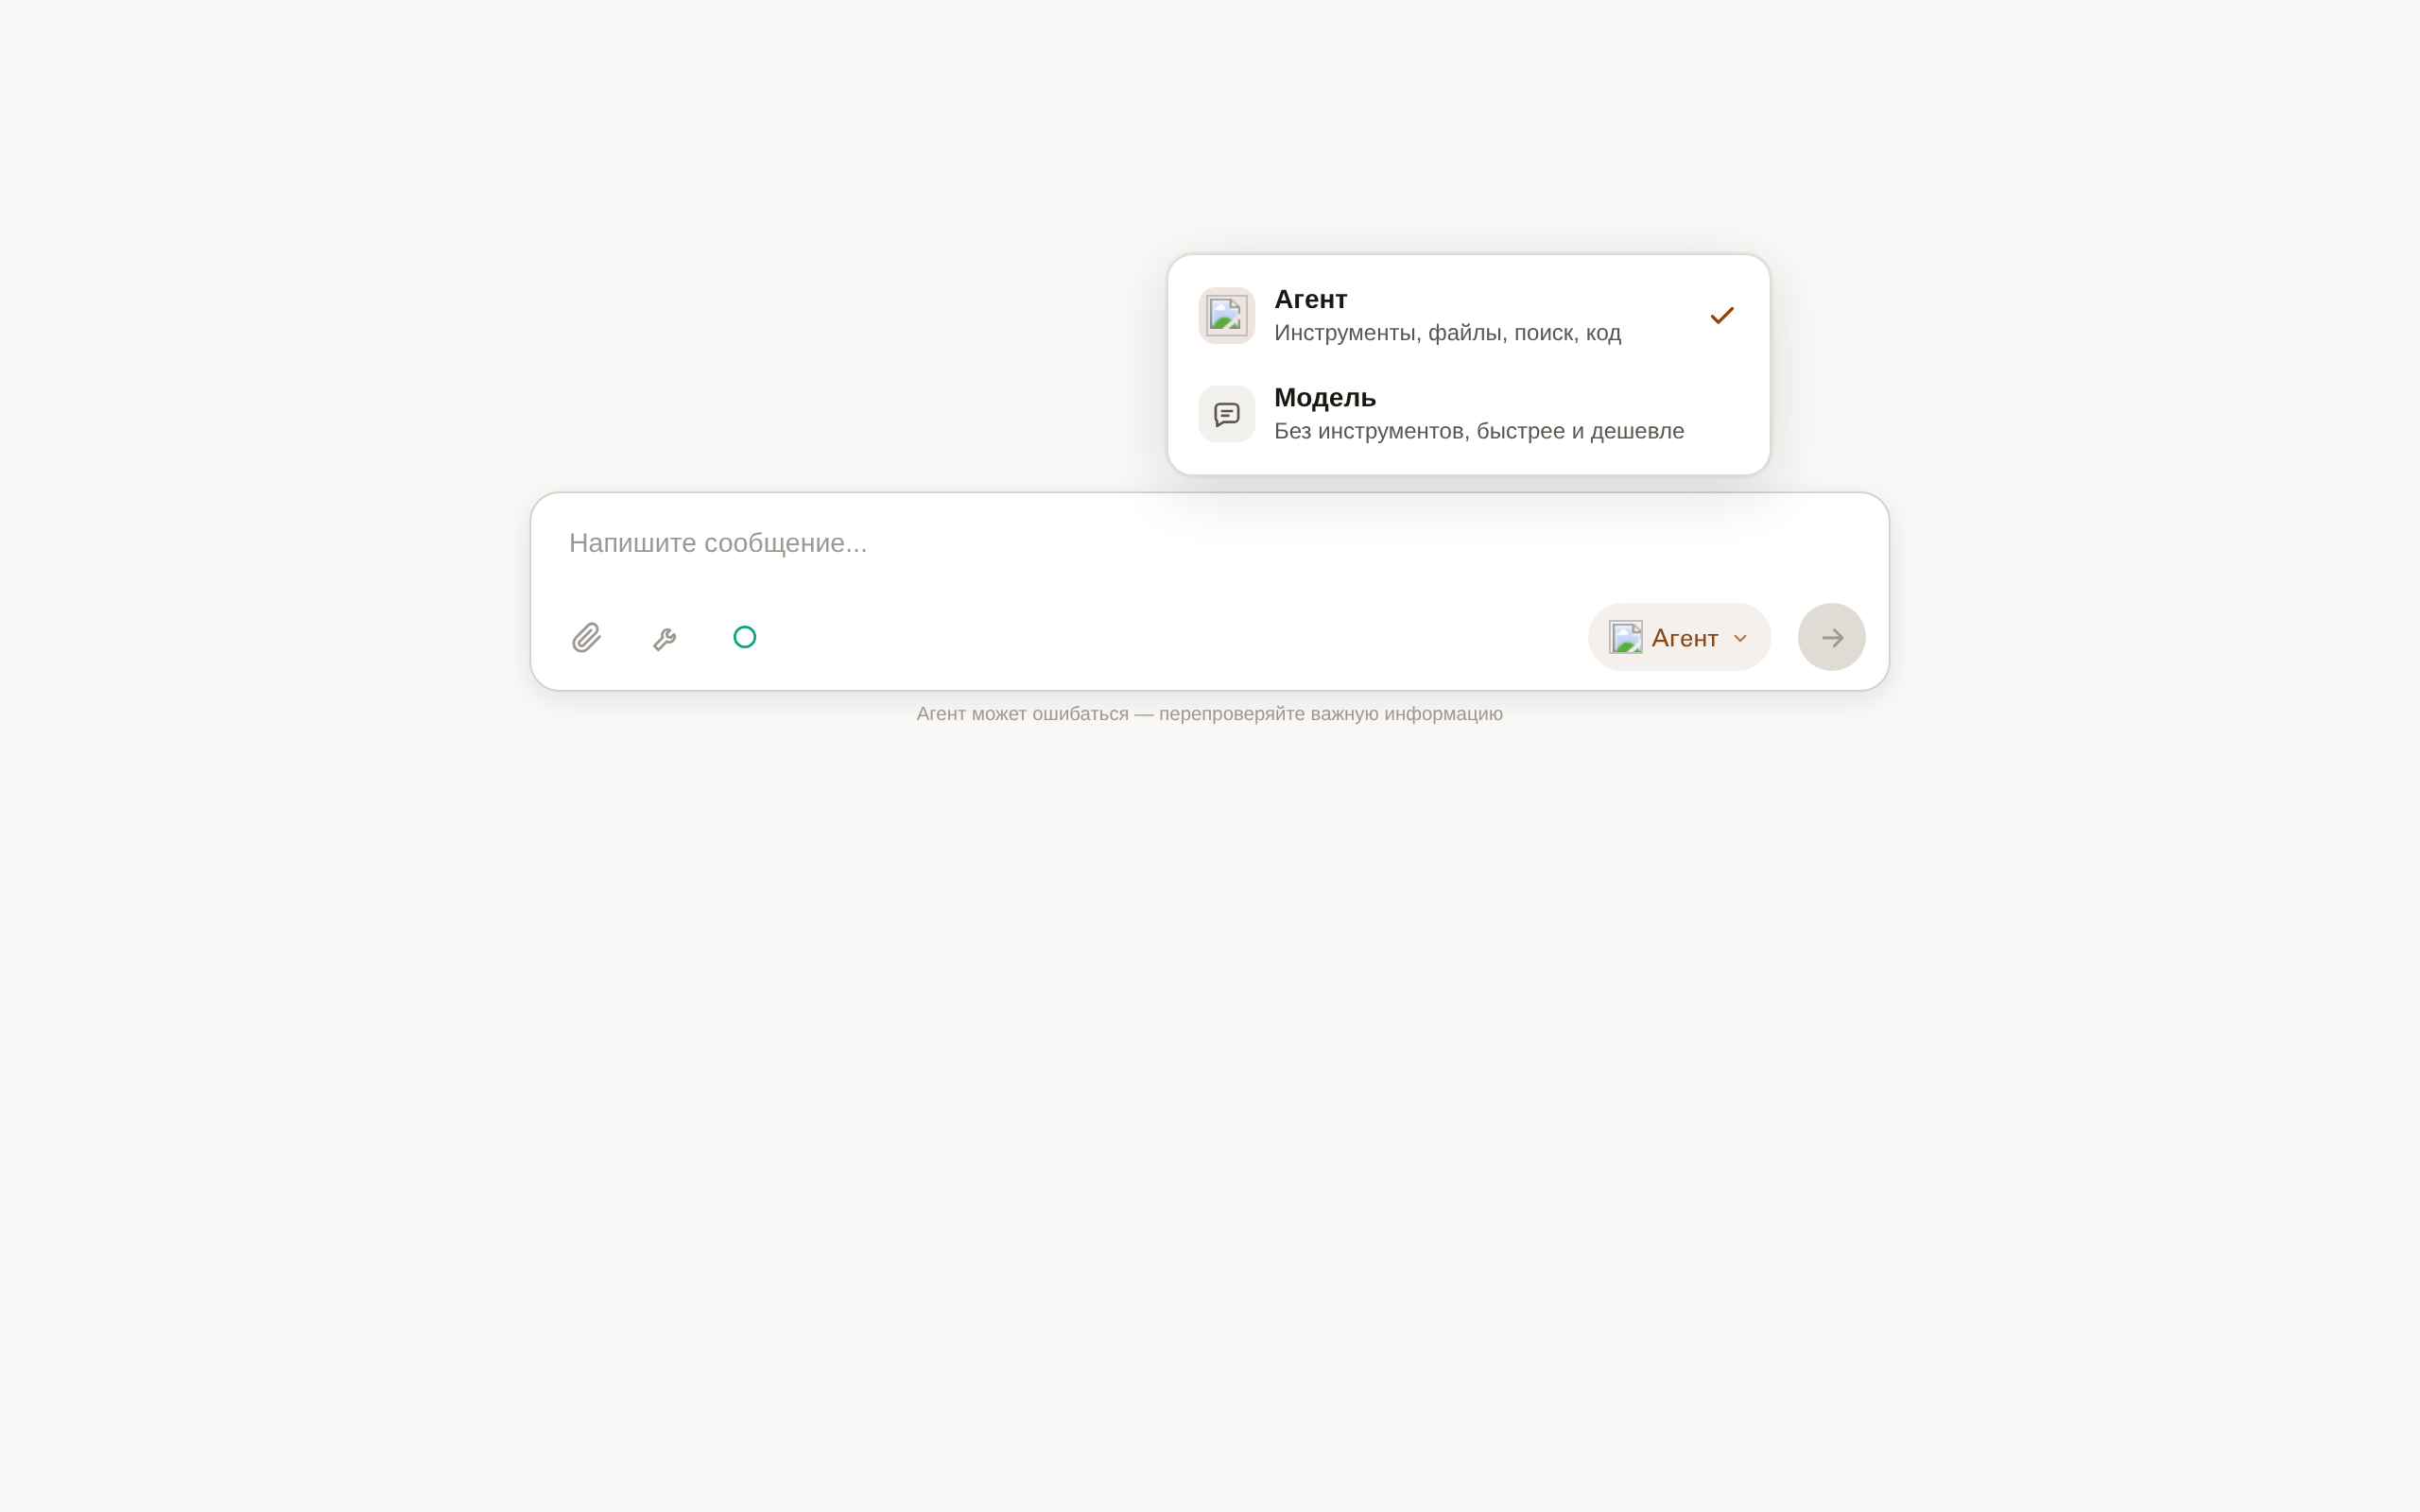 Агент
Инструменты, файлы, поиск, код
Модель
Без инструментов, быстрее и дешевле
Напишите сообщение...
Агент
Агент может ошибаться — перепроверяйте важную информацию